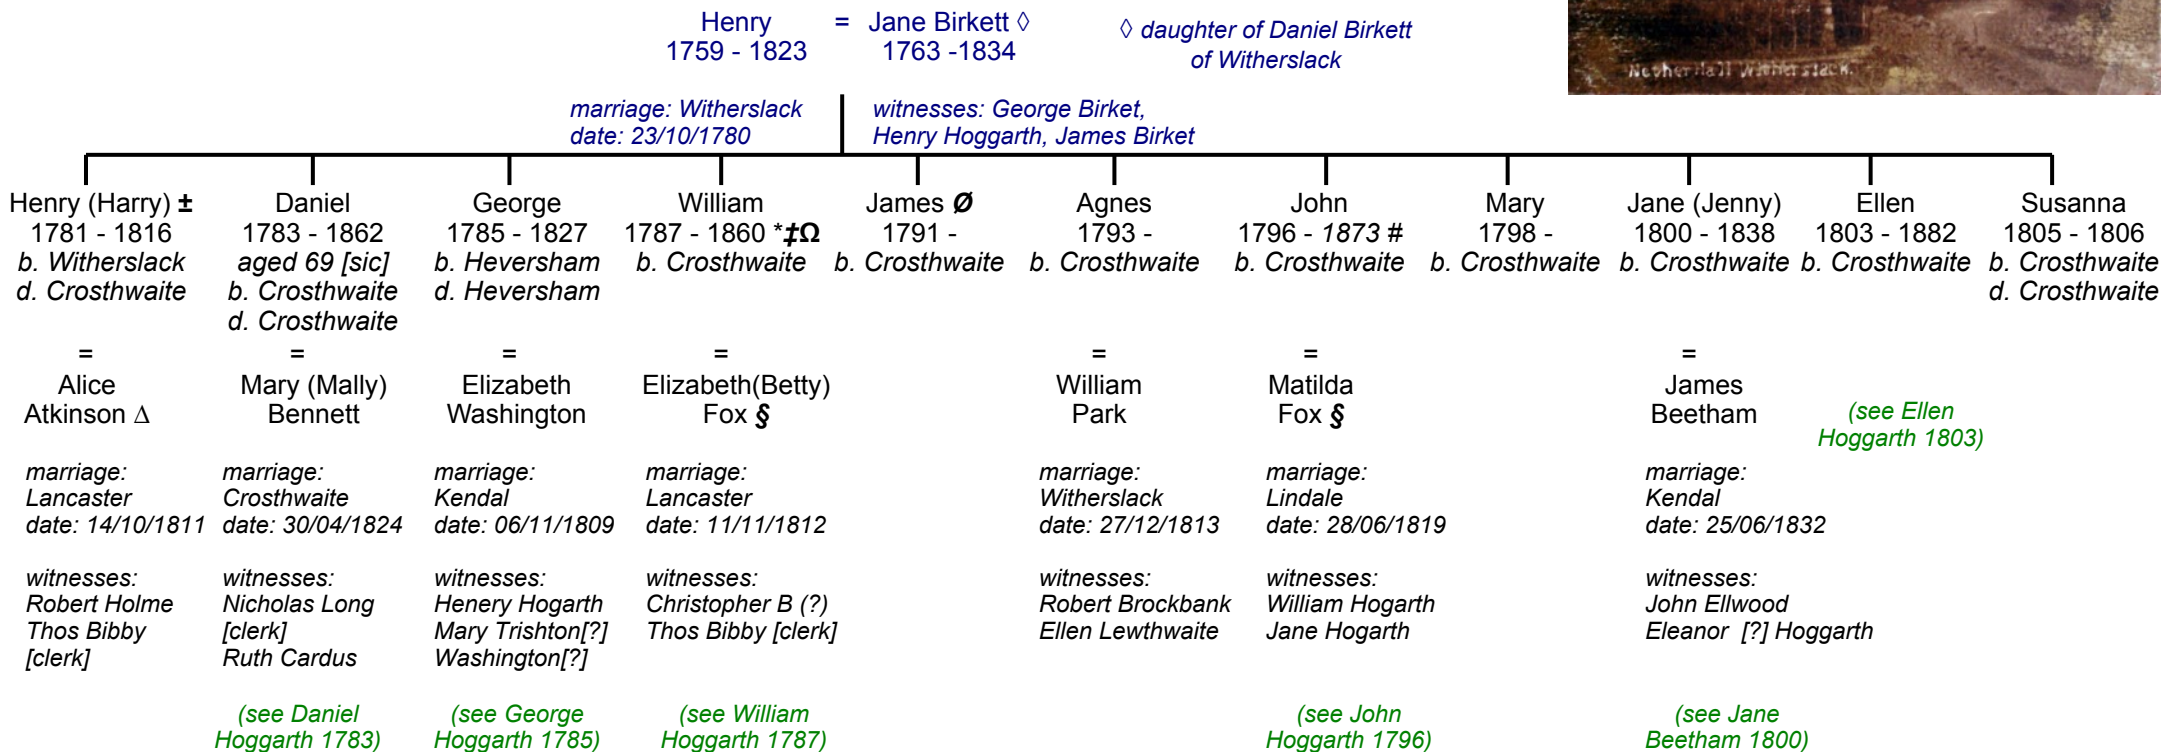 Henry = Jane Birkett ◊
1759 - 1823 1763 -1834
◊ daughter of Daniel Birkett
of Witherslack
Netherhall Witherslack.
marriage: Witherslack
date: 23/10/1780
witnesses: George Birket,
Henry Hoggarth, James Birket
Henry (Harry) ±
1781 - 1816
b. Witherslack
d. Crosthwaite
=
Alice
Atkinson ∆
marriage:
Lancaster
date: 14/10/1811
witnesses:
Robert Holme
Thos Bibby
[clerk]
Daniel
1783 - 1862
aged 69 [sic]
b. Crosthwaite
d. Crosthwaite
=
Mary (Mally)
Bennett
marriage:
Crosthwaite
date: 30/04/1824
witnesses:
Nicholas Long
[clerk]
Ruth Cardus
(see Daniel
Hoggarth 1783)
George
1785 - 1827
b. Heversham
d. Heversham
=
Elizabeth
Washington
marriage:
Kendal
date: 06/11/1809
witnesses:
Henery Hogarth
Mary Trishton[?]
Washington[?]
(see George
Hoggarth 1785)
William
1787 - 1860 *‡Ω
b. Crosthwaite
=
Elizabeth(Betty)
Fox §
marriage:
Lancaster
date: 11/11/1812
witnesses:
Christopher B (?)
Thos Bibby [clerk]
(see William
Hoggarth 1787)
James Ø
1791 -
b. Crosthwaite
Agnes
1793 -
b. Crosthwaite
=
William
Park
marriage:
Witherslack
date: 27/12/1813
witnesses:
Robert Brockbank
Ellen Lewthwaite
John
1796 - 1873 #
b. Crosthwaite
=
Matilda
Fox §
marriage:
Lindale
date: 28/06/1819
witnesses:
William Hogarth
Jane Hogarth
(see John
Hoggarth 1796)
Mary
1798 -
b. Crosthwaite
Jane (Jenny)
1800 - 1838
b. Crosthwaite
=
James
Beetham
marriage:
Kendal
date: 25/06/1832
witnesses:
John Ellwood
Eleanor [?] Hoggarth
(see Jane
Beetham 1800)
Ellen
1803 - 1882
b. Crosthwaite
(see Ellen
Hoggarth 1803)
Susanna
1805 - 1806
b. Crosthwaite
d. Crosthwaite